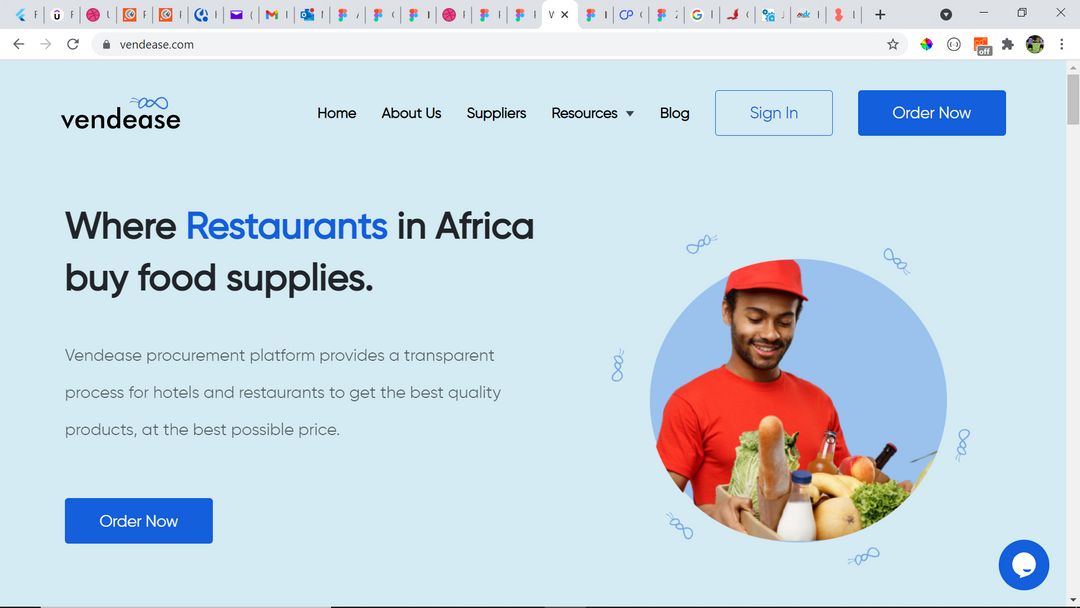 vendease.com
off
vendease
Home About Us Suppliers Resources Blog Sign In Order Now
Where Restaurants in Africa
buy food supplies.
Vendease procurement platform provides a transparent
process for hotels and restaurants to get the best quality
products, at the best possible price.
Order Now